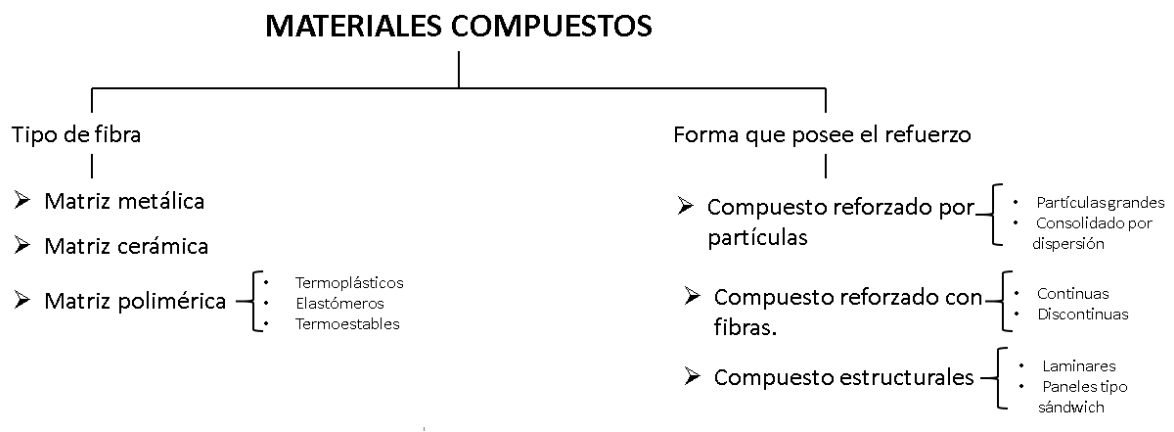 MATERIALES COMPUESTOS
Tipo de fibra
Matriz metálica
Matriz cerámica
Matriz polimérica
Termoplásticos
Elastómeros
Termoestables
Forma que posee el refuerzo
Compuesto reforzado por
partículas
Partículas grandes
Consolidado por
dispersión
Compuesto reforzado con
fibras.
Continuas
Discontinuas
Compuesto estructurales
Laminares
Paneles tipo
sándwich